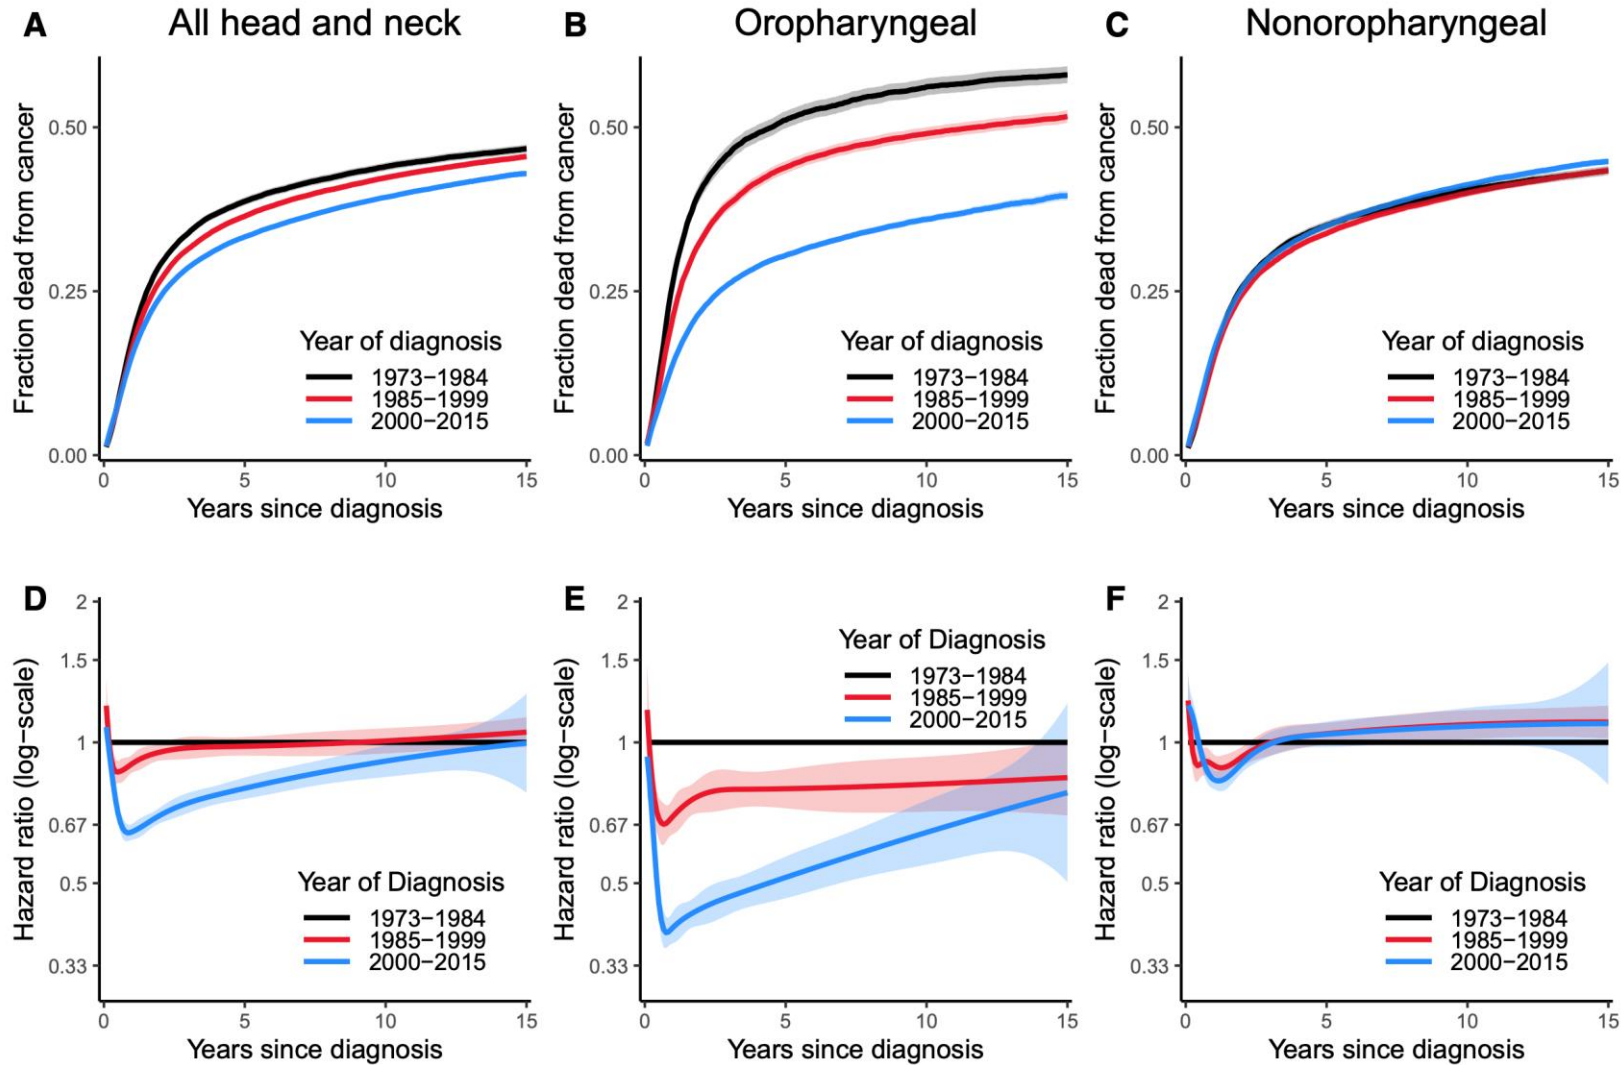 A All head and neck
Fraction dead from cancer
0.50
0.25
0.00
0 5 10 15
Years since diagnosis
Year of diagnosis
1973−1984
1985−1999
2000−2015
B Oropharyngeal
Fraction dead from cancer
0.50
0.25
0.00
0 5 10 15
Years since diagnosis
Year of diagnosis
1973−1984
1985−1999
2000−2015
C Nonoropharyngeal
Fraction dead from cancer
0.50
0.25
0.00
0 5 10 15
Years since diagnosis
Year of diagnosis
1973−1984
1985−1999
2000−2015
D
Hazard ratio (log−scale)
2
1.5
1
0.67
0.5
0.33
0 5 10 15
Years since diagnosis
Year of Diagnosis
1973−1984
1985−1999
2000−2015
E
Hazard ratio (log−scale)
2
1.5
1
0.67
0.5
0.33
0 5 10 15
Years since diagnosis
Year of Diagnosis
1973−1984
1985−1999
2000−2015
F
Hazard ratio (log−scale)
2
1.5
1
0.67
0.5
0.33
0 5 10 15
Years since diagnosis
Year of Diagnosis
1973−1984
1985−1999
2000−2015